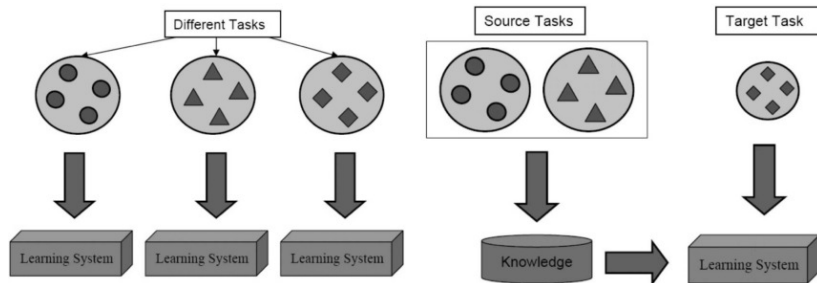 Different Tasks
Source Tasks
Target Task
Learning System
Learning System
Learning System
Knowledge
Learning System